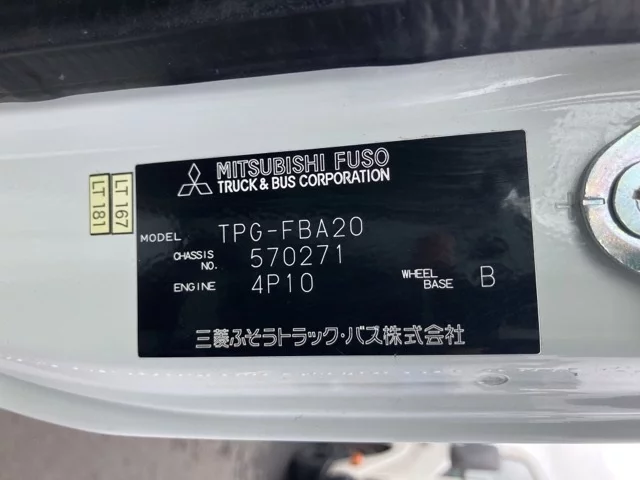 MITSUBISHI FUSO
TRUCK & BUS CORPORATION
LT 181
LT 167
MODEL TPG-FBA20
CHASSIS NO. 570271
ENGINE 4P10
WHEEL BASE B
三菱ふそうトラック・バス株式会社